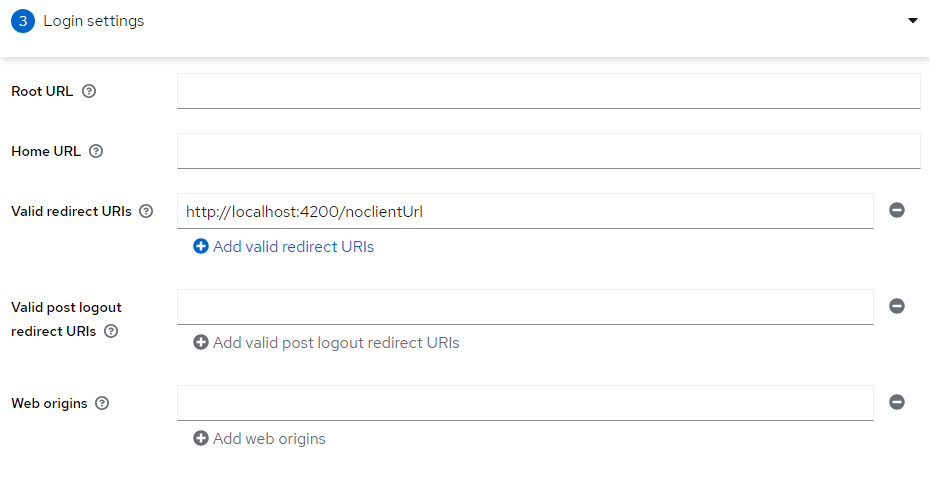 3 Login settings
Root URL
Home URL
Valid redirect URIs
http://localhost:4200/noclientUrl
Add valid redirect URIs
Valid post logout
redirect URIs
Add valid post logout redirect URIs
Web origins
Add web origins